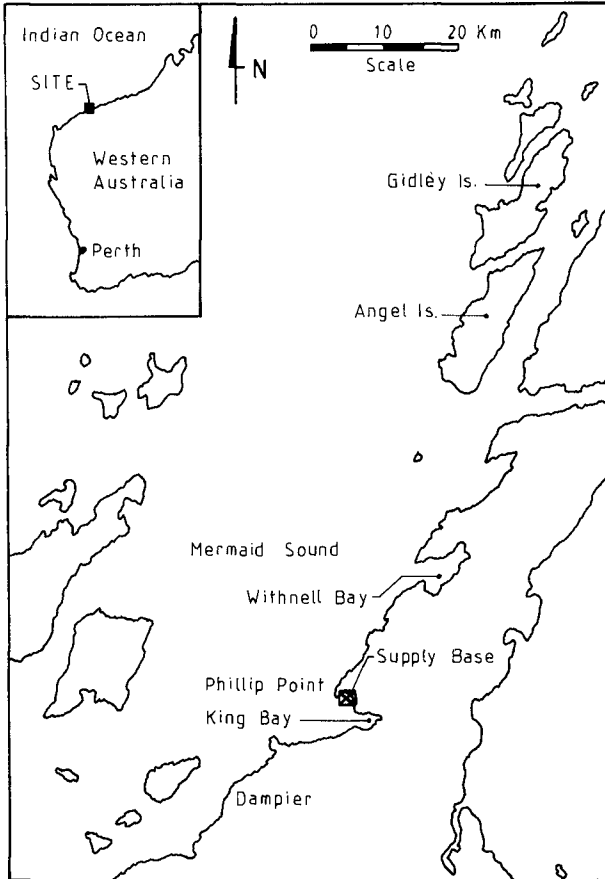 Indian Ocean
SITE
Western
Australia
Perth
N
0 10 20 Km
Scale
Gidley Is.
Angel Is.
Mermaid Sound
Withnell Bay
Supply Base
Phillip Point
King Bay
Dampier